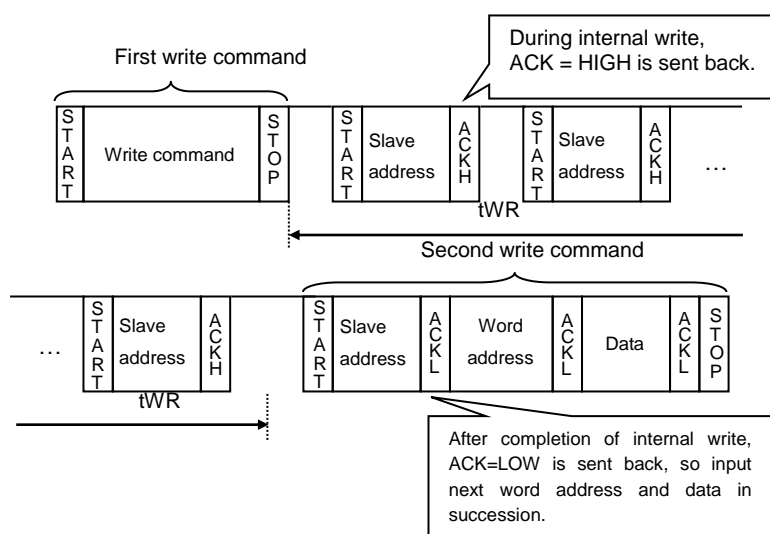 First write command
During internal write,
ACK = HIGH is sent back.
START
Write command
STOP
START
Slave
address
ACKH
START
Slave
address
ACKH
...
tWR
Second write command
...
START
Slave
address
ACKH
START
Slave
address
ACKL
Word
address
ACKL
Data
ACKL
STOP
tWR
After completion of internal write,
ACK=LOW is sent back, so input
next word address and data in
succession.